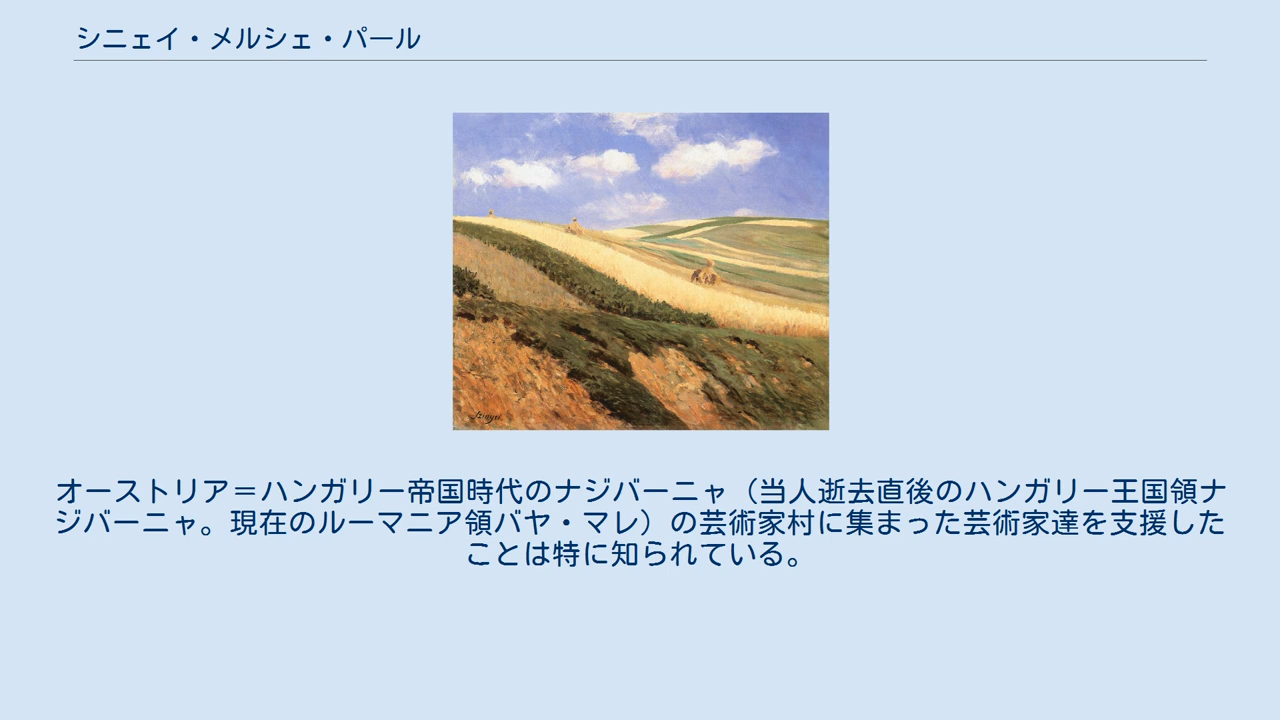 シニェイ・メルシェ・パール
Szinyei
オーストリア＝ハンガリー帝国時代のナジバーニャ（当人逝去直後のハンガリー王国領ナ
ジバーニャ。現在のルーマニア領バヤ・マレ）の芸術家村に集まった芸術家達を支援した
ことは特に知られている。